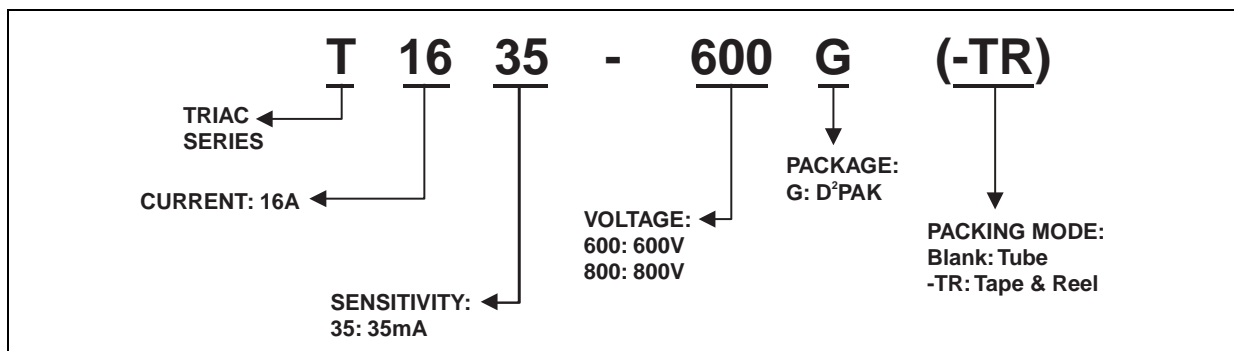 T 16 35 - 600 G (-TR)
TRIAC
SERIES
CURRENT: 16A
SENSITIVITY:
35: 35mA
VOLTAGE:
600: 600V
800: 800V
PACKAGE:
G: D²PAK
PACKING MODE:
Blank: Tube
-TR: Tape & Reel